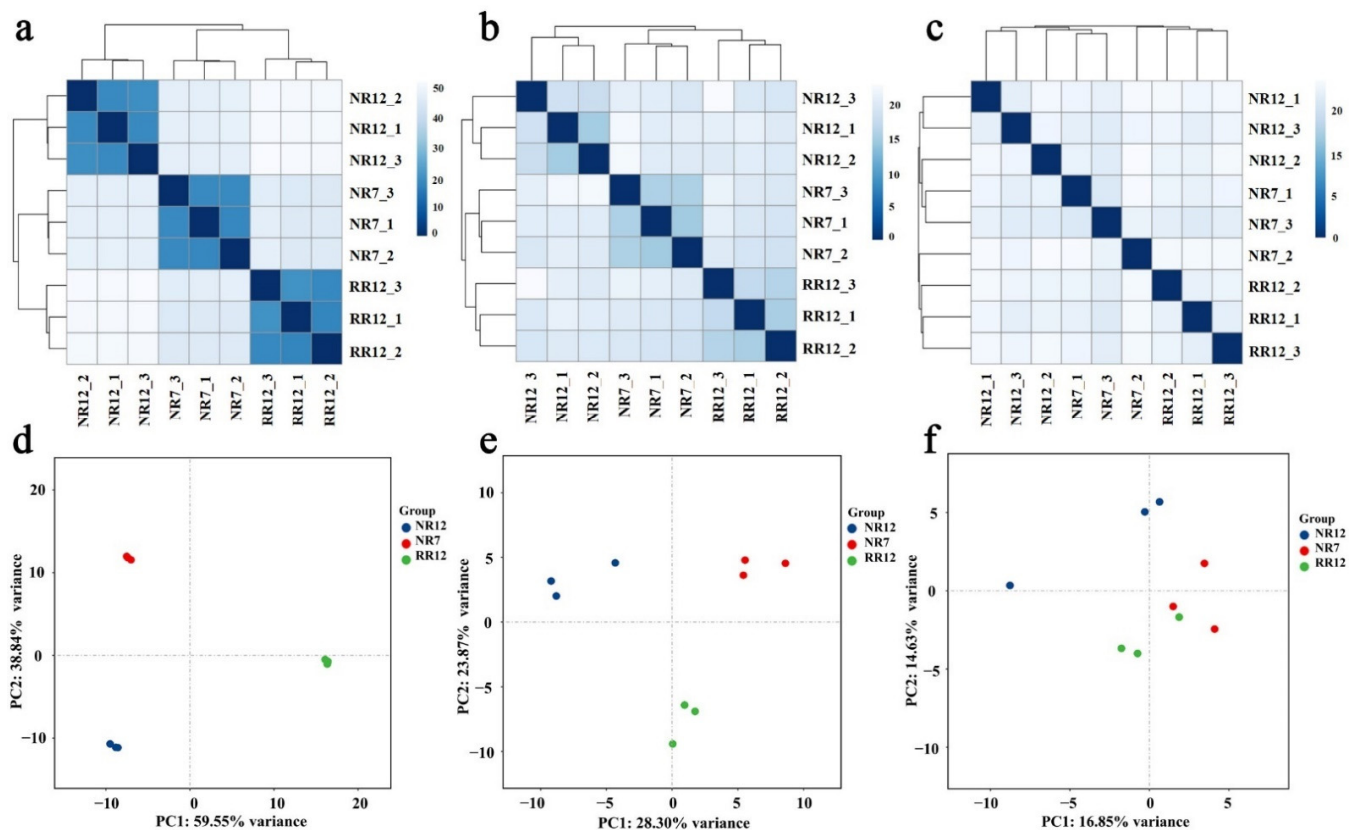 a
50
40
30
20
10
0
NR12_2
NR12_1
NR12_3
NR7_3
NR7_1
NR7_2
RR12_3
RR12_1
RR12_2
NR12_2
NR12_1
NR12_3
NR7_3
NR7_1
NR7_2
RR12_3
RR12_1
RR12_2
b
20
15
10
5
0
NR12_3
NR12_1
NR12_2
NR7_3
NR7_1
NR7_2
RR12_3
RR12_1
RR12_2
NR12_3
NR12_1
NR12_2
NR7_3
NR7_1
NR7_2
RR12_3
RR12_1
RR12_2
c
20
15
10
5
0
NR12_1
NR12_3
NR12_2
NR7_1
NR7_3
NR7_2
RR12_2
RR12_1
RR12_3
NR12_1
NR12_3
NR12_2
NR7_1
NR7_3
NR7_2
RR12_2
RR12_1
RR12_3
d
PC2: 38.84% variance
20
10
0
−10
−10
0
10
20
PC1: 59.55% variance
Group
NR12
NR7
RR12
e
PC2: 23.87% variance
10
5
0
−5
−10
−10
−5
0
5
10
PC1: 28.30% variance
Group
NR12
NR7
RR12
f
PC2: 14.63% variance
5
0
−5
−10
−10
−5
0
5
PC1: 16.85% variance
Group
NR12
NR7
RR12